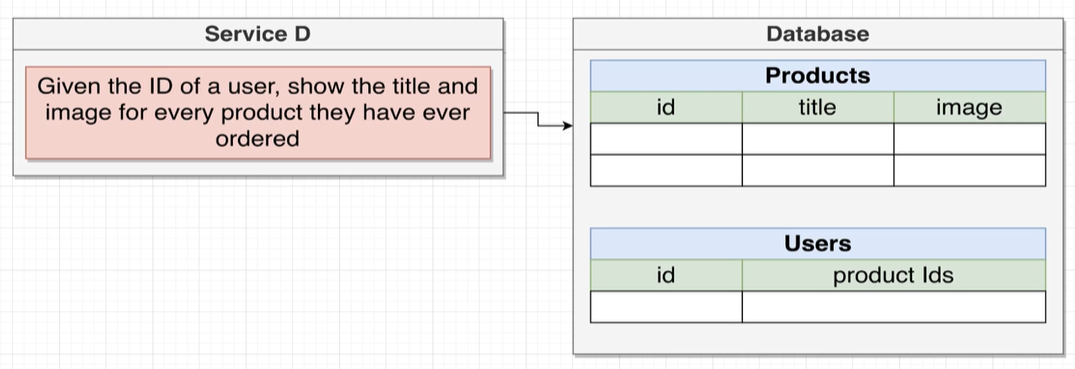 Service D
Given the ID of a user, show the title and
image for every product they have ever
ordered
Database
Products
id title image
Users
id product Ids